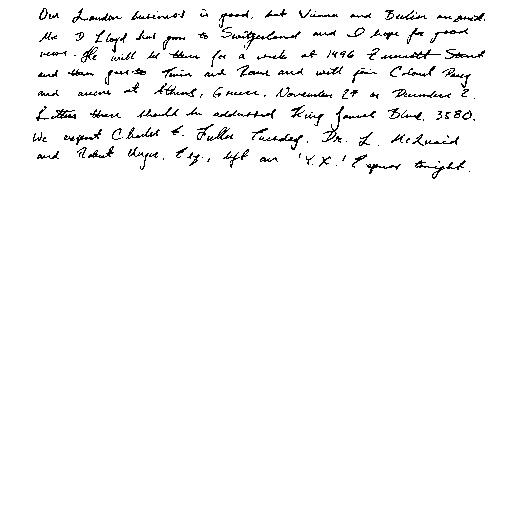 Our London business is good, but Vienna and Berlin are quiet.
Mr. D Lloyd has gone to Switzerland and I hope for good
news. He will be there for a week at 1496 Zermott Street
and then goes to Turin and Rome and will join Colonel Parry
and arrive at Athens, Greece, November 27 or December 2.
Letters there should be addressed King James Blvd. 3580.
We expect Charles E. Fuller Tuesday. Dr. L. McQuaid
and Robert Unger, Esq., left on 'Y.X.' Express tonight.